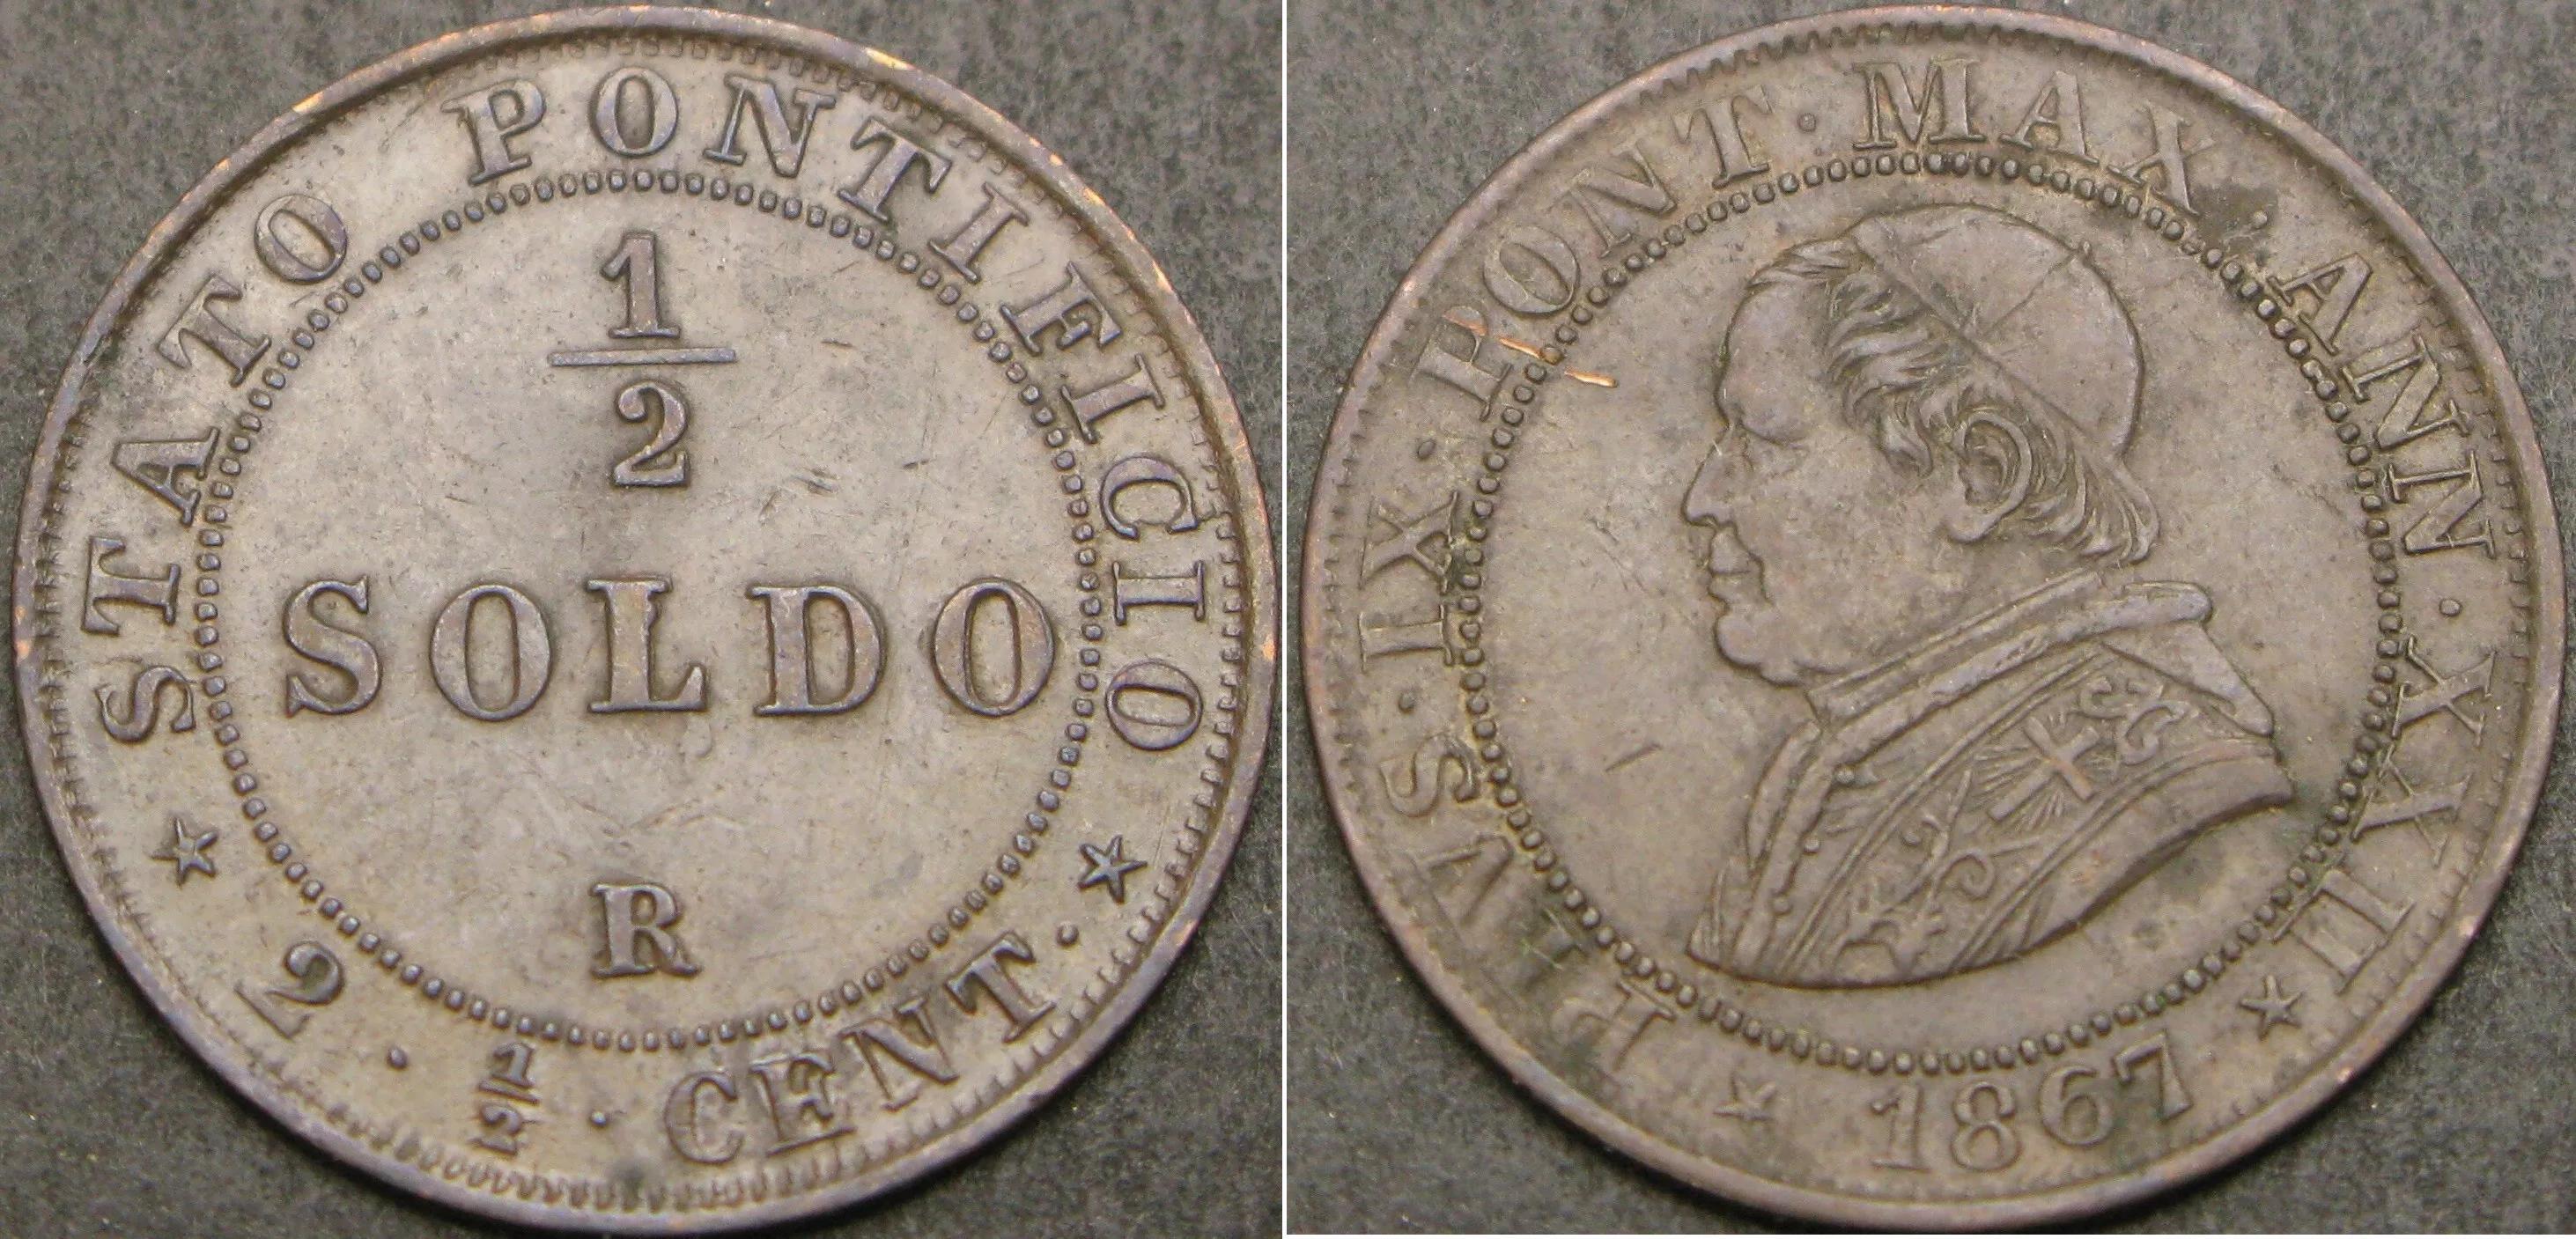 STATO PONTIFICIO
1/2
SOLDO
R
2 · 1/2 · CENT ·
PIVS · IX · PONT · MAX · ANN · XXII
1867